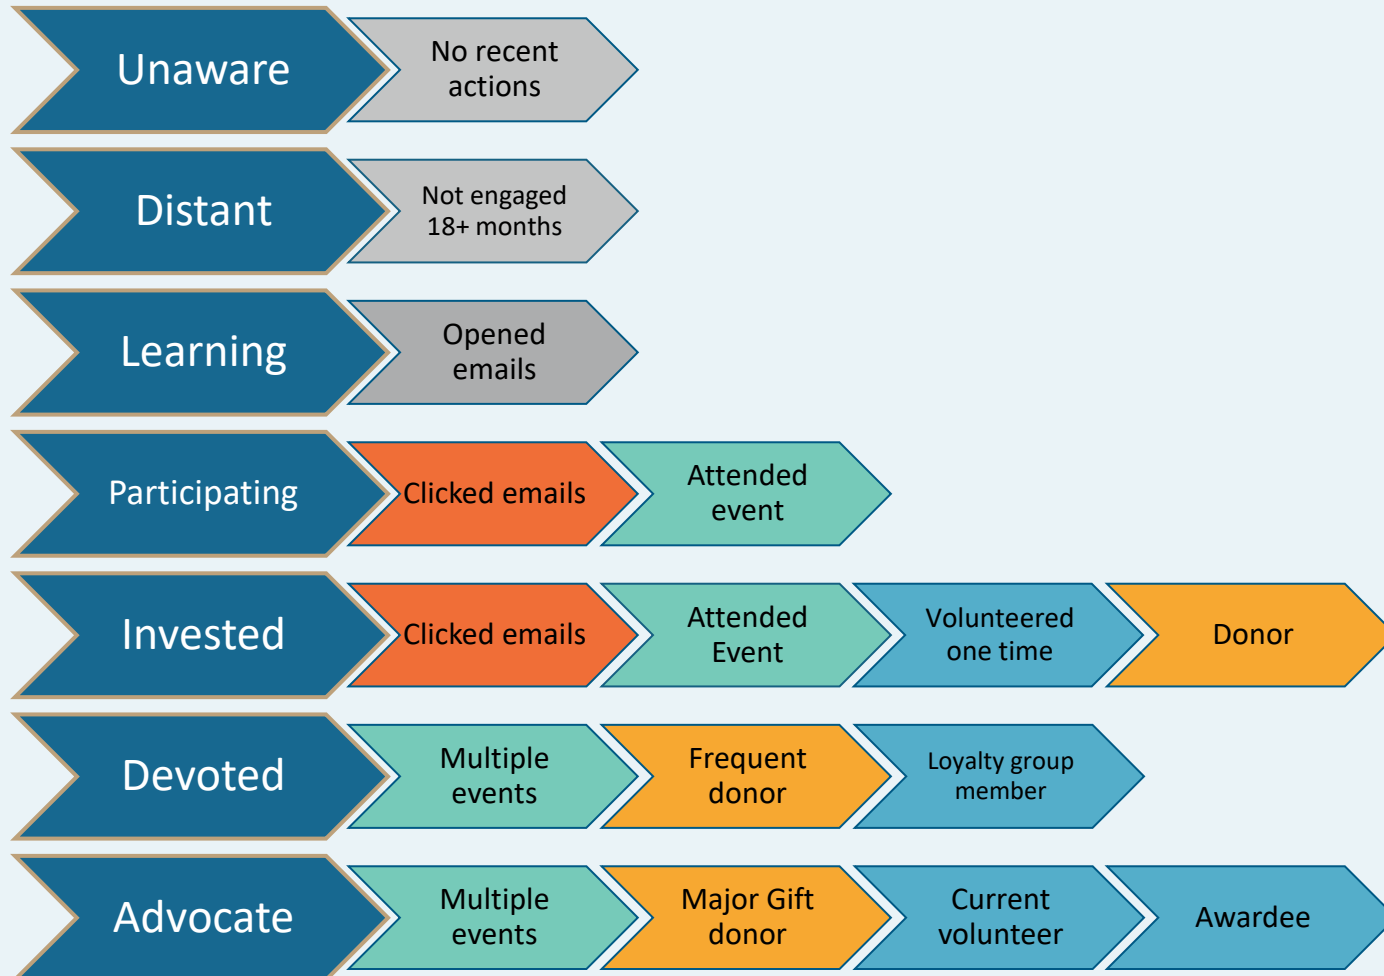 Unaware
No recent
actions
Distant
Not engaged
18+ months
Learning
Opened
emails
Participating
Clicked emails
Attended
event
Invested
Clicked emails
Attended
Event
Volunteered
one time
Donor
Devoted
Multiple
events
Frequent
donor
Loyalty group
member
Advocate
Multiple
events
Major Gift
donor
Current
volunteer
Awardee